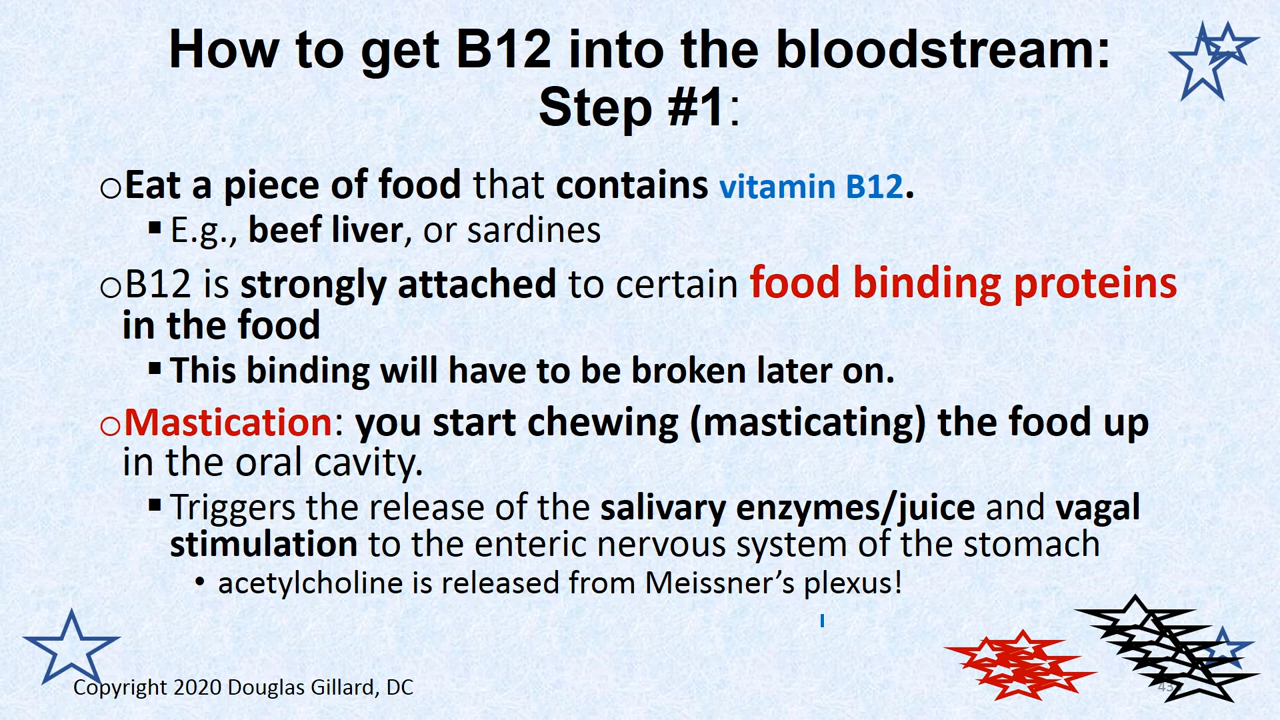 How to get B12 into the bloodstream:
Step #1:
○Eat a piece of food that contains vitamin B12.
▪E.g., beef liver, or sardines
○B12 is strongly attached to certain food binding proteins
in the food
▪This binding will have to be broken later on.
○Mastication: you start chewing (masticating) the food up
in the oral cavity.
▪Triggers the release of the salivary enzymes/juice and vagal
stimulation to the enteric nervous system of the stomach
• acetylcholine is released from Meissner’s plexus!
Copyright 2020 Douglas Gillard, DC